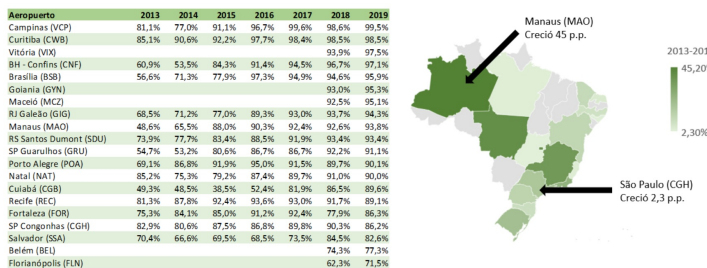 Aeropuerto 2013 2014 2015 2016 2017 2018 2019
Campinas (VCP) 81,1% 77,0% 91,1% 96,7% 99,6% 98,6% 99,5%
Curitiba (CWB) 85,1% 90,6% 92,2% 97,7% 98,4% 98,5% 98,5%
Vitória (VIX) 93,9% 97,5%
BH - Confins (CNF) 60,9% 53,5% 84,3% 91,4% 94,5% 96,7% 97,1%
Brasília (BSB) 56,6% 71,3% 77,9% 97,3% 94,9% 94,6% 95,9%
Goiania (GYN) 93,0% 95,3%
Maceió (MCZ) 92,5% 95,1%
RJ Galeão (GIG) 68,5% 71,2% 77,0% 89,3% 93,0% 93,7% 94,3%
Manaus (MAO) 48,6% 65,5% 88,0% 90,3% 92,4% 92,6% 93,8%
RS Santos Dumont (SDU) 73,9% 77,7% 83,4% 88,5% 91,9% 93,4% 93,4%
SP Guarulhos (GRU) 54,7% 53,2% 80,6% 86,7% 86,7% 92,2% 91,1%
Porto Alegre (POA) 69,1% 86,8% 91,9% 95,0% 91,5% 89,7% 90,1%
Natal (NAT) 85,2% 75,3% 79,2% 87,4% 89,7% 91,0% 90,0%
Cuiabá (CGB) 49,3% 48,5% 38,5% 52,4% 81,9% 86,5% 89,6%
Recife (REC) 81,3% 87,8% 92,4% 93,6% 93,0% 91,7% 89,1%
Fortaleza (FOR) 75,3% 84,1% 85,0% 91,2% 92,4% 77,9% 86,3%
SP Congonhas (CGH) 82,9% 80,6% 87,5% 86,8% 89,8% 90,3% 86,2%
Salvador (SSA) 70,4% 66,6% 69,5% 68,5% 73,5% 84,5% 82,6%
Belém (BEL) 74,3% 77,3%
Florianópolis (FLN) 62,3% 71,5%
Manaus (MAO)
Creció 45 p.p.
2013-201
45,20
2,30%
São Paulo (CGH)
Creció 2,3 p.p.